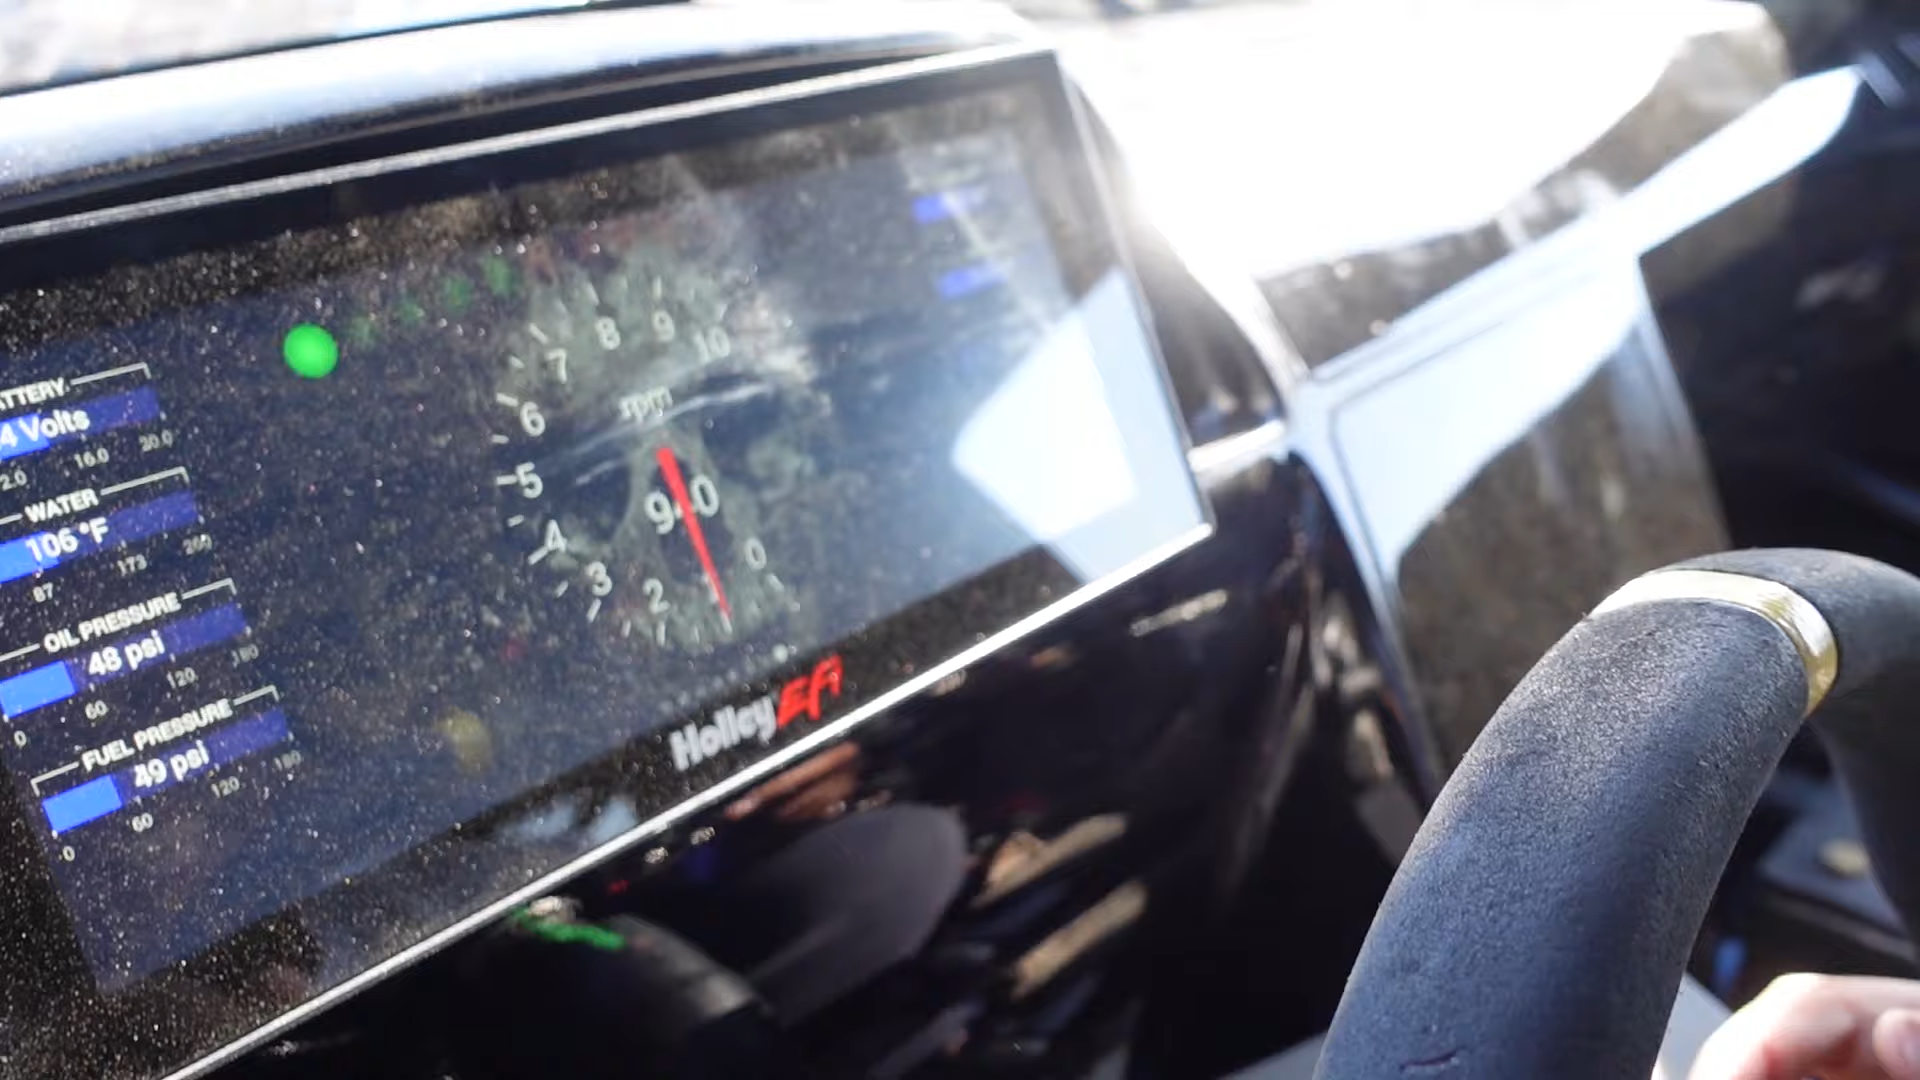 BATTERY
4 Volts
2.0 16.0 20.0
WATER
106 °F
87 173 260
OIL PRESSURE
48 psi
0 60 120 180
FUEL PRESSURE
49 psi
0 60 120 180
8 9 10
7
6
rpm
5
4
3
2
0
Holley EFi